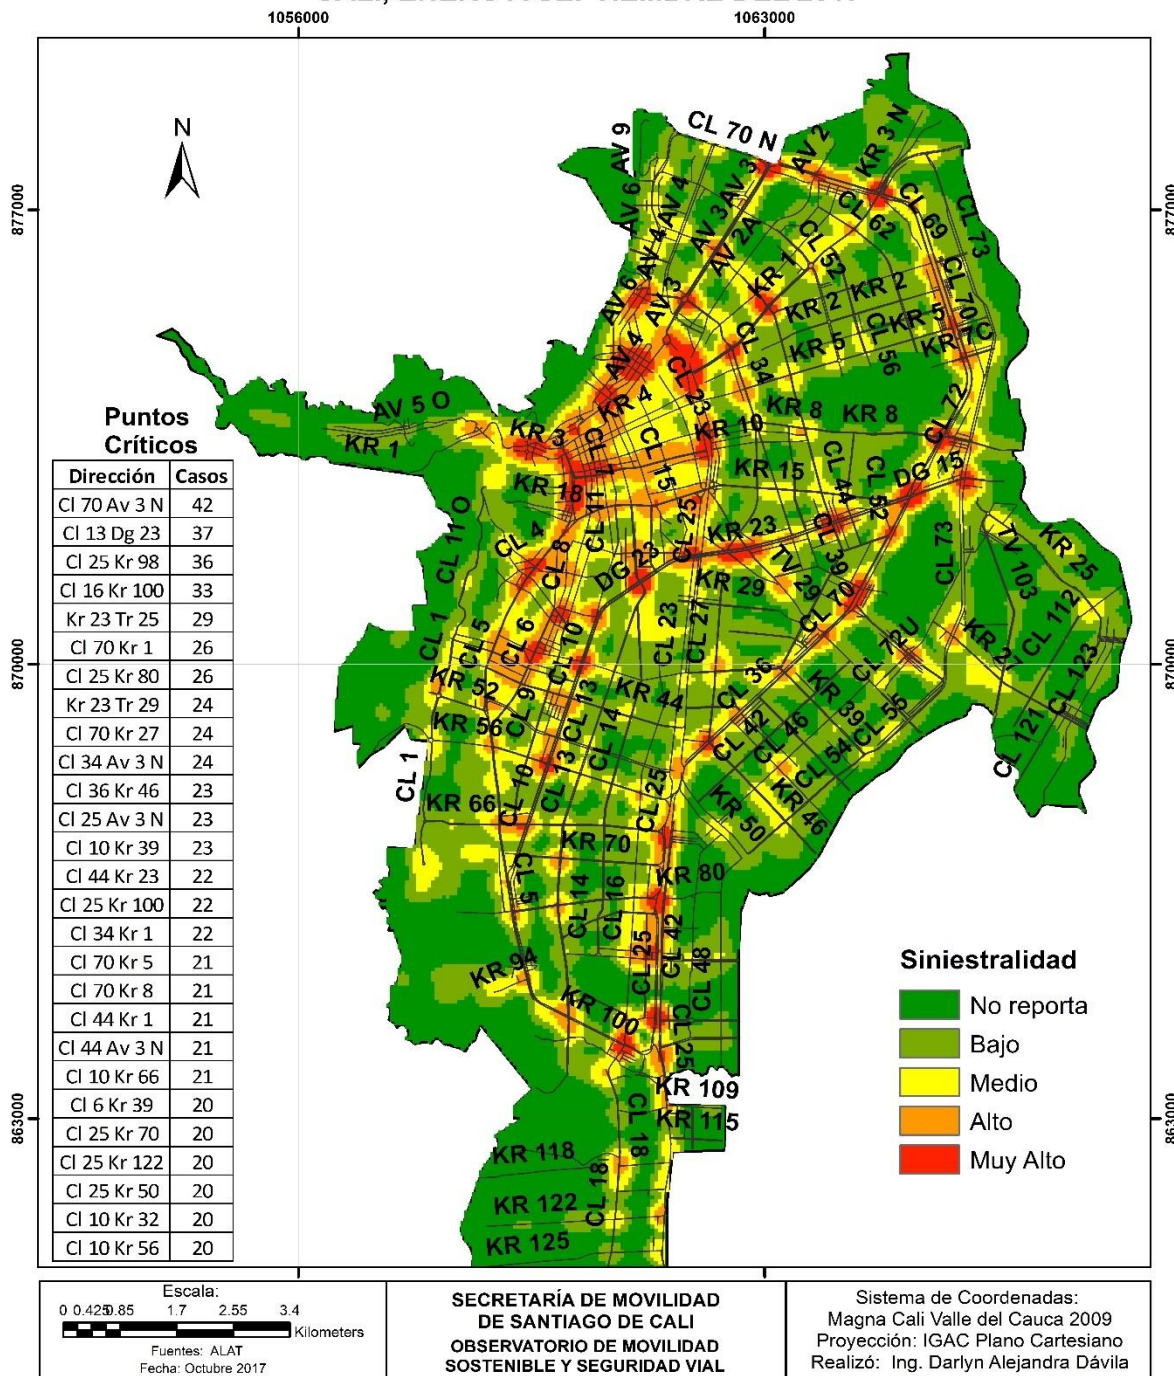 1056000
1063000
N
877000
877000
870000
870000
863000
863000
CL 70 N
AV 9
AV 2
KR 3 N
AV 6
AV 4
AV 3
AV 3
AV 2A
CL 62
CL 69
CL 73
AV 4
CL 52
KR 1
KR 2
KR 2
CL 70
AV 6
AV 3
KR 5
KR 5
CL 56
KR 7C
AV 4
CL 34
CL 23
KR 4
AV 5 O
KR 1
KR 3
KR 8
KR 8
CL 72
KR 10
CL 7
CL 15
KR 15
CL 44
CL 52
DG 15
KR 18
CL 11
CL 11 O
CL 4
CL 8
CL 25
KR 23
CL 39
CL 73
TV 103
KR 25
DG 23
KR 29
TV 29
CL 70
CL 112
CL 1
CL 5
CL 6
CL 10
CL 23
CL 27
CL 72U
KR 27
CL 123
KR 52
CL 9
CL 13
KR 44
CL 36
KR 39
CL 55
CL 121
KR 56
CL 14
CL 42
CL 46
CL 54
CL 1
CL 10
CL 13
CL 25
KR 66
KR 50
KR 46
KR 70
CL 5
CL 14
CL 16
KR 80
CL 25
CL 42
CL 48
KR 94
KR 100
CL 25
KR 109
KR 115
CL 18
KR 118
CL 18
KR 122
KR 125
Puntos
Críticos
Dirección Casos
Cl 70 Av 3 N 42
Cl 13 Dg 23 37
Cl 25 Kr 98 36
Cl 16 Kr 100 33
Kr 23 Tr 25 29
Cl 70 Kr 1 26
Cl 25 Kr 80 26
Kr 23 Tr 29 24
Cl 70 Kr 27 24
Cl 34 Av 3 N 24
Cl 36 Kr 46 23
Cl 25 Av 3 N 23
Cl 10 Kr 39 23
Cl 44 Kr 23 22
Cl 25 Kr 100 22
Cl 34 Kr 1 22
Cl 70 Kr 5 21
Cl 70 Kr 8 21
Cl 44 Kr 1 21
Cl 44 Av 3 N 21
Cl 10 Kr 66 21
Cl 6 Kr 39 20
Cl 25 Kr 70 20
Cl 25 Kr 122 20
Cl 25 Kr 50 20
Cl 10 Kr 32 20
Cl 10 Kr 56 20
Siniestralidad
No reporta
Bajo
Medio
Alto
Muy Alto
Escala:
0 0.425 0.85 1.7 2.55 3.4
Kilometers
Fuentes: ALAT
Fecha: Octubre 2017
SECRETARÍA DE MOVILIDAD
DE SANTIAGO DE CALI
OBSERVATORIO DE MOVILIDAD
SOSTENIBLE Y SEGURIDAD VIAL
Sistema de Coordenadas:
Magna Cali Valle del Cauca 2009
Proyección: IGAC Plano Cartesiano
Realizó: Ing. Darlyn Alejandra Dávila